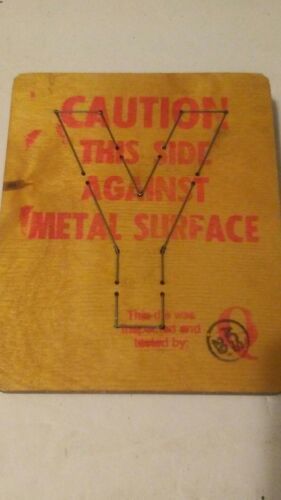 CAUTION
THIS SIDE
AGAINST
METAL SURFACE
This die was
inspected and
tested by:
Q